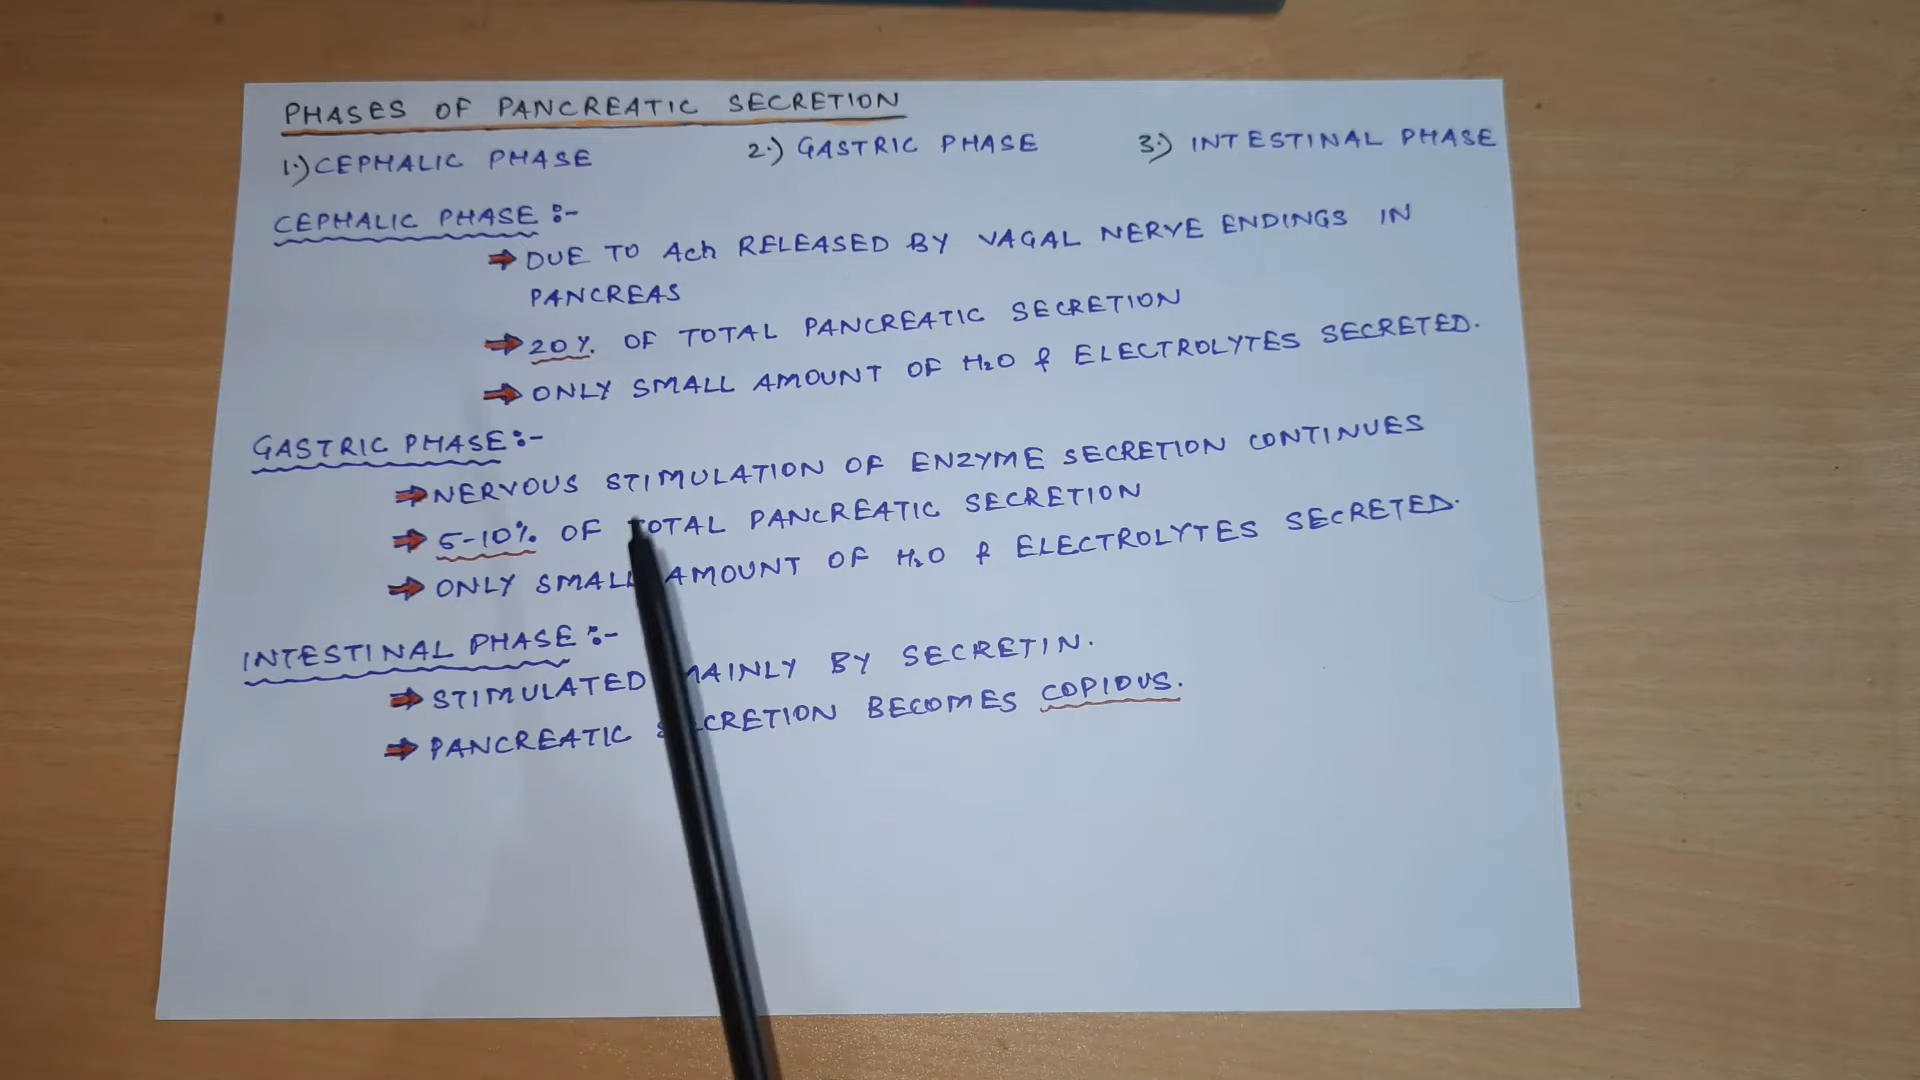 PHASES OF PANCREATIC SECRETION
1.) CEPHALIC PHASE 2.) GASTRIC PHASE 3.) INTESTINAL PHASE
CEPHALIC PHASE :-
⇒ DUE TO Ach RELEASED BY VAGAL NERVE ENDINGS IN
PANCREAS
⇒ 20% OF TOTAL PANCREATIC SECRETION
⇒ ONLY SMALL AMOUNT OF H₂O & ELECTROLYTES SECRETED.
GASTRIC PHASE :-
⇒ NERVOUS STIMULATION OF ENZYME SECRETION CONTINUES
⇒ 5-10% OF TOTAL PANCREATIC SECRETION
⇒ ONLY SMALL AMOUNT OF H₂O & ELECTROLYTES SECRETED.
INTESTINAL PHASE :-
⇒ STIMULATED MAINLY BY SECRETIN.
⇒ PANCREATIC SECRETION BECOMES COPIOUS.